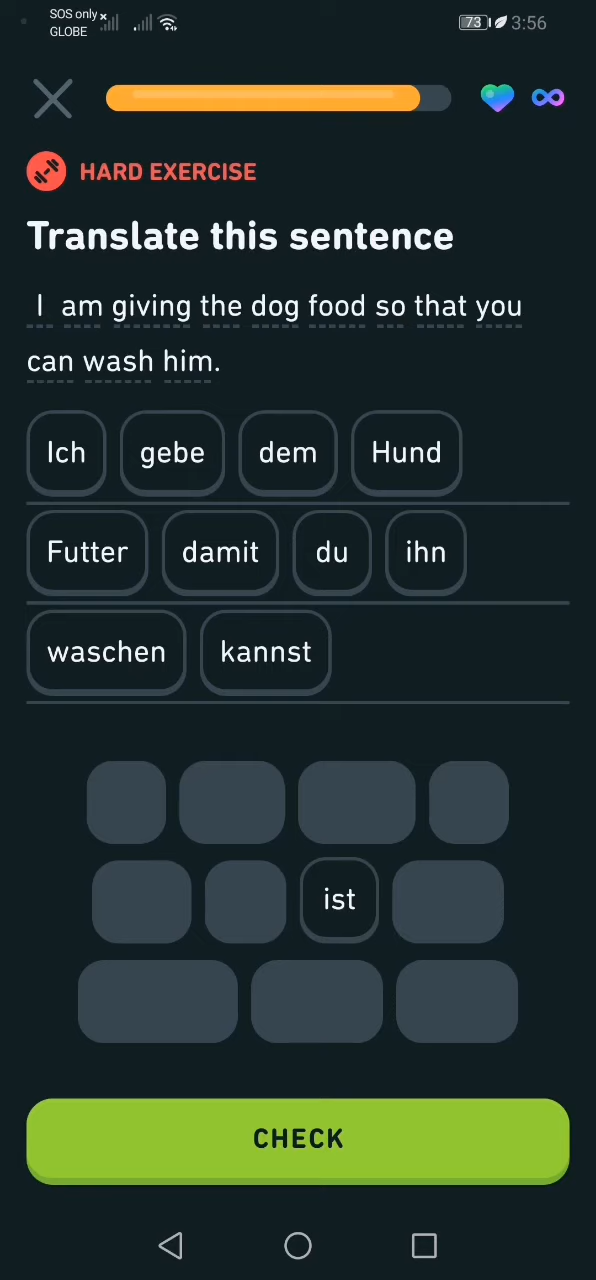 SOS only
GLOBE
73
3:56
HARD EXERCISE
Translate this sentence
I am giving the dog food so that you
can wash him.
Ich gebe dem Hund
Futter damit du ihn
waschen kannst
ist
CHECK